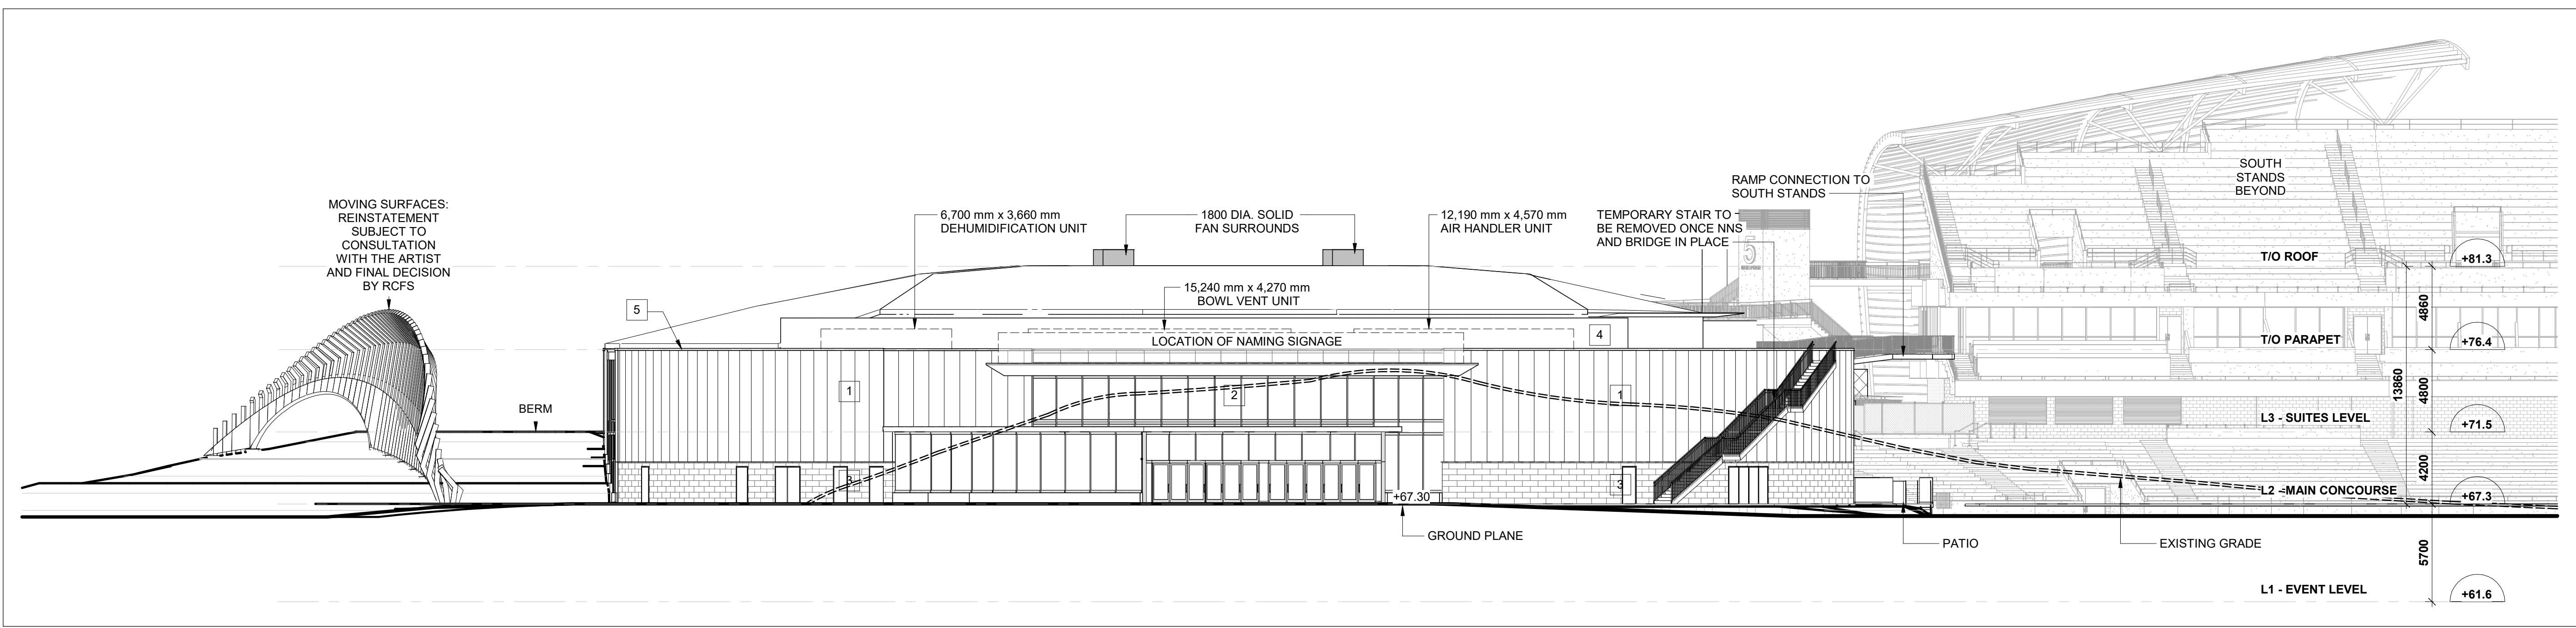 MOVING SURFACES:
REINSTATEMENT
SUBJECT TO
CONSULTATION
WITH THE ARTIST
AND FINAL DECISION
BY RCFS
BERM
5
6,700 mm x 3,660 mm
DEHUMIDIFICATION UNIT
1800 DIA. SOLID
FAN SURROUNDS
15,240 mm x 4,270 mm
BOWL VENT UNIT
12,190 mm x 4,570 mm
AIR HANDLER UNIT
LOCATION OF NAMING SIGNAGE
4
1
2
1
3
3
+67.30
GROUND PLANE
TEMPORARY STAIR TO
BE REMOVED ONCE NNS
AND BRIDGE IN PLACE
RAMP CONNECTION TO
SOUTH STANDS
5
SOUTH
STANDS
BEYOND
PATIO
EXISTING GRADE
T/O ROOF
+81.3
4860
T/O PARAPET
+76.4
13860
4800
L3 - SUITES LEVEL
+71.5
4200
L2 - MAIN CONCOURSE
+67.3
5700
L1 - EVENT LEVEL
+61.6